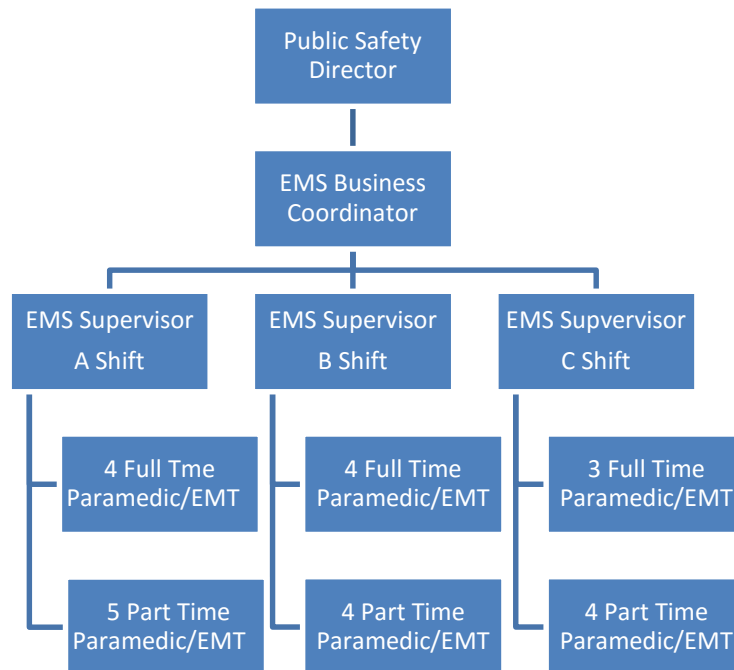 Public Safety
Director
EMS Business
Coordinator
EMS Supervisor
A Shift
EMS Supervisor
B Shift
EMS Supvervisor
C Shift
4 Full Tme
Paramedic/EMT
4 Full Time
Paramedic/EMT
3 Full Time
Paramedic/EMT
5 Part Time
Paramedic/EMT
4 Part Time
Paramedic/EMT
4 Part Time
Paramedic/EMT